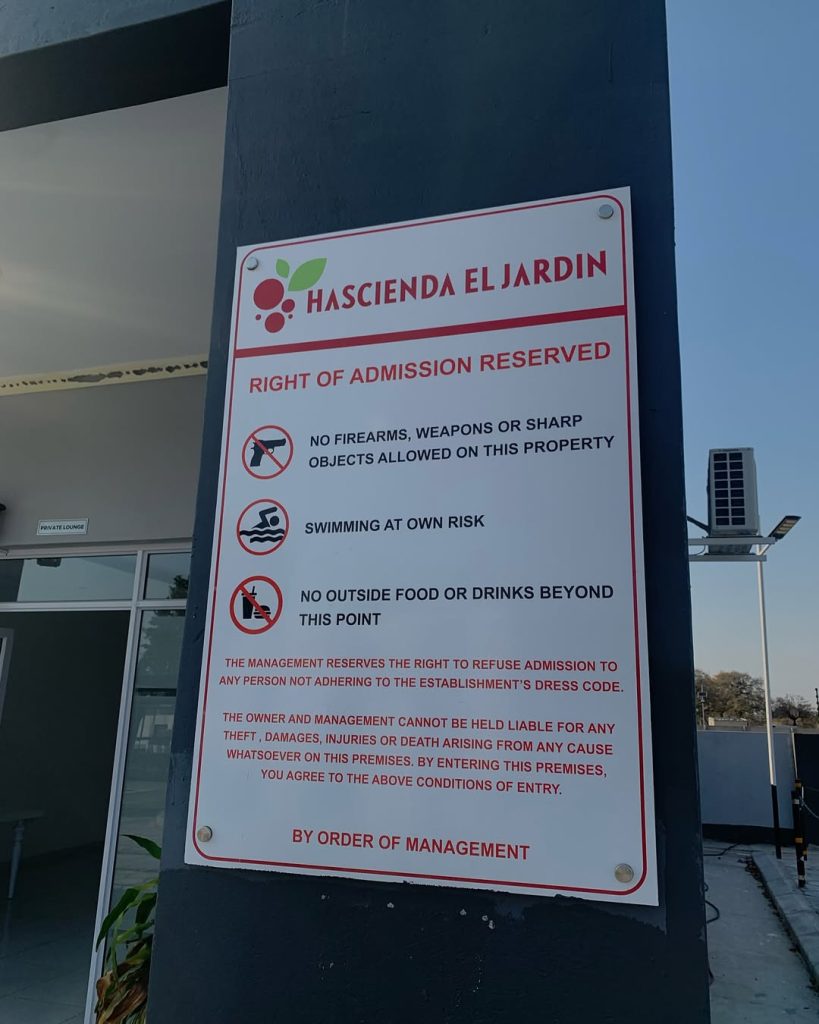 HASCIENDA EL JARDIN
RIGHT OF ADMISSION RESERVED
NO FIREARMS, WEAPONS OR SHARP
OBJECTS ALLOWED ON THIS PROPERTY
SWIMMING AT OWN RISK
NO OUTSIDE FOOD OR DRINKS BEYOND
THIS POINT
THE MANAGEMENT RESERVES THE RIGHT TO REFUSE ADMISSION TO
ANY PERSON NOT ADHERING TO THE ESTABLISHMENT'S DRESS CODE.
THE OWNER AND MANAGEMENT CANNOT BE HELD LIABLE FOR ANY
THEFT , DAMAGES, INJURIES OR DEATH ARISING FROM ANY CAUSE
WHATSOEVER ON THIS PREMISES. BY ENTERING THIS PREMISES,
YOU AGREE TO THE ABOVE CONDITIONS OF ENTRY.
BY ORDER OF MANAGEMENT
PRIVATE LOUNGE